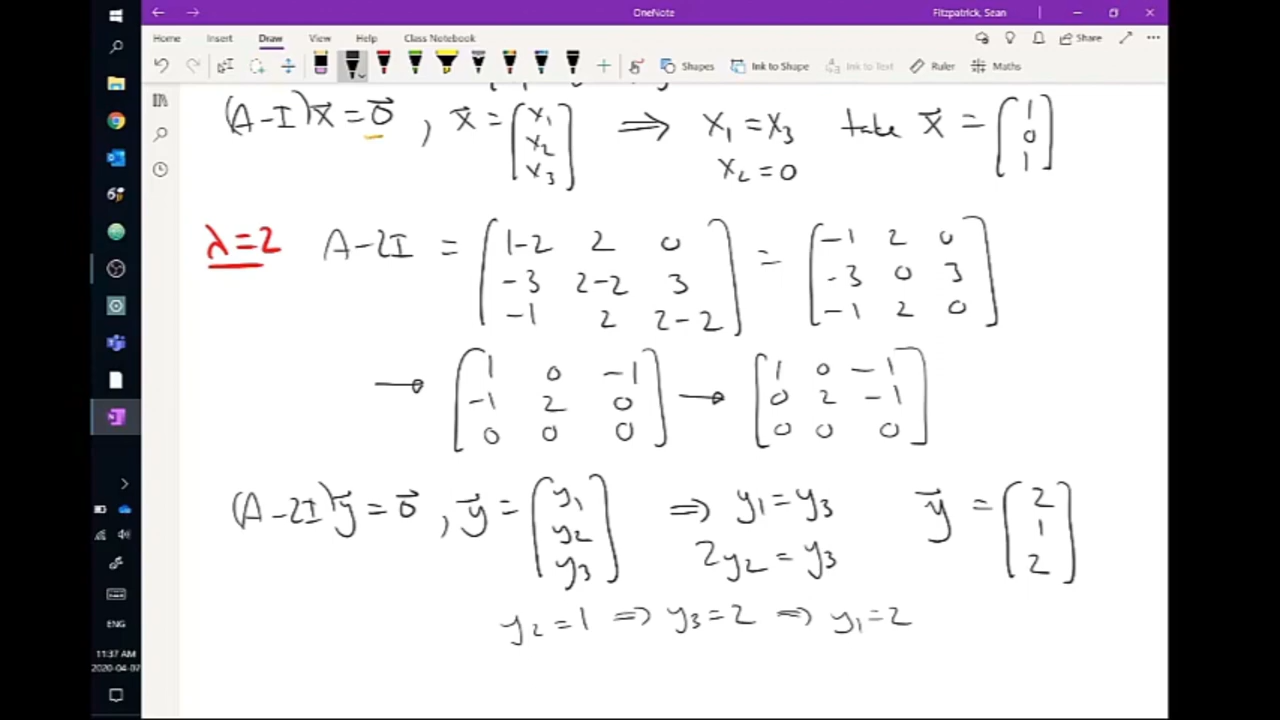 OneNote
Fitzpatrick, Sean
Home Insert Draw View Help Class Notebook
Share
Shapes Ink to Shape Ink to Text Ruler Maths
(A-I)x⃗ = 0⃗ , x⃗ = [x₁ x₂ x₃] ⟹ x₁ = x₃ take x⃗ = [1 0 1]
x₂ = 0
λ=2 A-2I = [1-2 2 0 = [-1 2 0
-3 2-2 3 -3 0 3
-1 2 2-2] -1 2 0]
→ [1 0 -1 → [1 0 -1
-1 2 0 0 2 -1
0 0 0] 0 0 0]
(A-2I)y⃗ = 0⃗ , y⃗ = [y₁ y₂ y₃] ⟹ y₁ = y₃ y⃗ = [2 1 2]
2y₂ = y₃
y₂ = 1 ⟹ y₃ = 2 ⟹ y₁ = 2
ENG
11:37 AM
2020-04-07